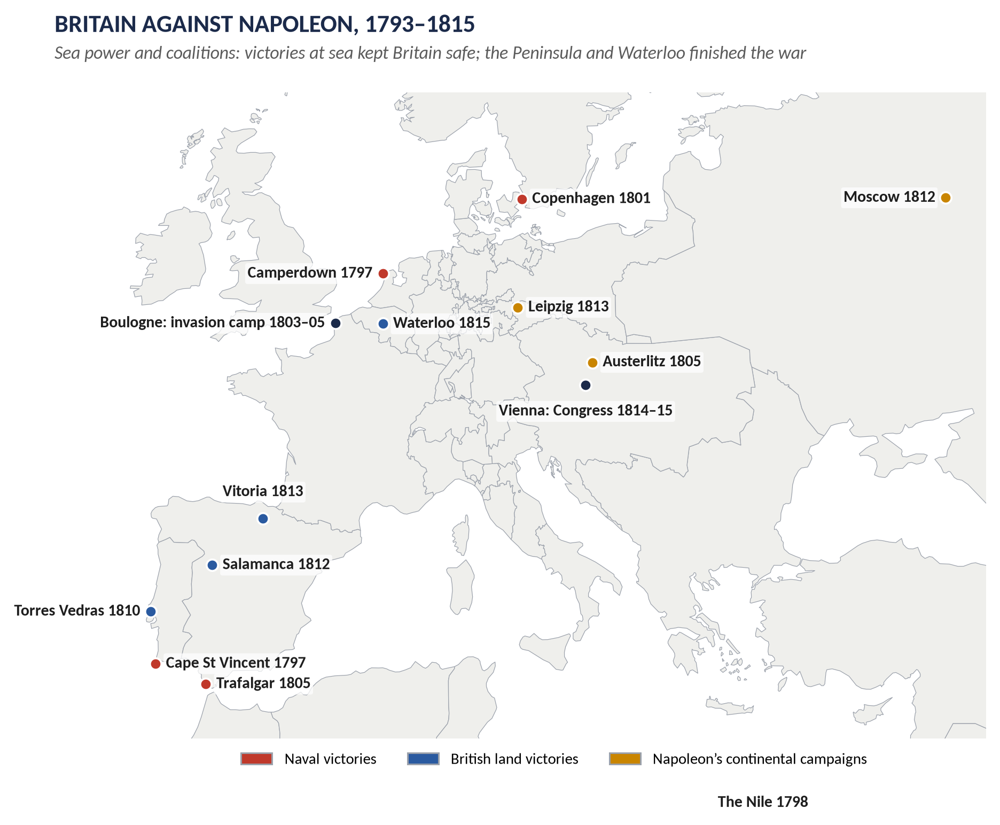 BRITAIN AGAINST NAPOLEON, 1793–1815
Sea power and coalitions: victories at sea kept Britain safe; the Peninsula and Waterloo finished the war
Copenhagen 1801
Moscow 1812
Camperdown 1797
Leipzig 1813
Boulogne: invasion camp 1803–05
Waterloo 1815
Austerlitz 1805
Vienna: Congress 1814–15
Vitoria 1813
Salamanca 1812
Torres Vedras 1810
Cape St Vincent 1797
Trafalgar 1805
Naval victories
British land victories
Napoleon’s continental campaigns
The Nile 1798